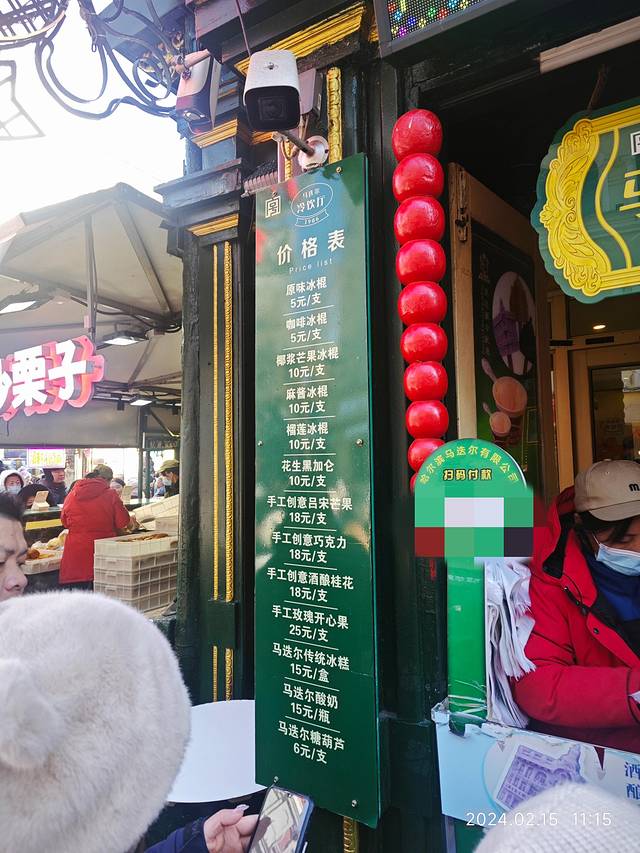 马迭尔
冷饮厅
1906
价格表
Price list
原味冰棍
5元/支
咖啡冰棍
5元/支
椰浆芒果冰棍
10元/支
麻酱冰棍
10元/支
榴莲冰棍
10元/支
花生黑加仑
10元/支
手工创意吕宋芒果
18元/支
手工创意巧克力
18元/支
手工创意酒酿桂花
18元/支
手工玫瑰开心果
25元/支
马迭尔传统冰糕
15元/盒
马迭尔酸奶
15元/瓶
马迭尔糖葫芦
6元/支
炒栗子
哈尔滨马迭尔有限公司
扫码付款
酒
酿
2024.02.15 11:15